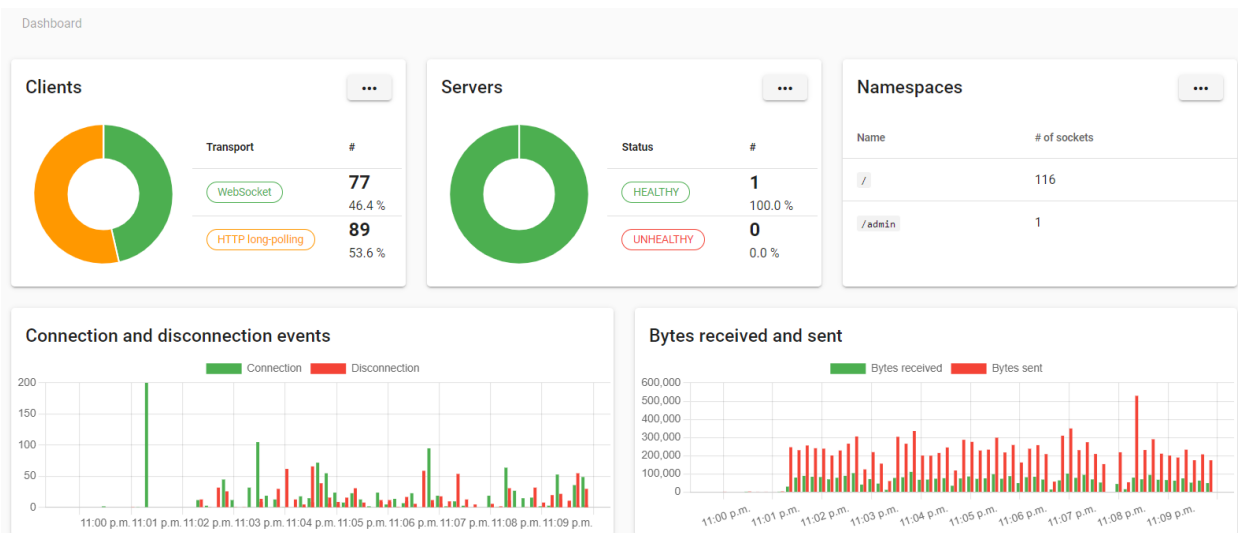 Dashboard
Clients
•••
Transport #
WebSocket 77
46.4 %
HTTP long-polling 89
53.6 %
Servers
•••
Status #
HEALTHY 1
100.0 %
UNHEALTHY 0
0.0 %
Namespaces
•••
Name # of sockets
/ 116
/admin 1
Connection and disconnection events
Connection Disconnection
200
150
100
50
0
11:00 p.m. 11:01 p.m. 11:02 p.m. 11:03 p.m. 11:04 p.m. 11:05 p.m. 11:06 p.m. 11:07 p.m. 11:08 p.m. 11:09 p.m.
Bytes received and sent
Bytes received Bytes sent
600,000
500,000
400,000
300,000
200,000
100,000
0
11:00 p.m. 11:01 p.m. 11:02 p.m. 11:03 p.m. 11:04 p.m. 11:05 p.m. 11:06 p.m. 11:07 p.m. 11:08 p.m. 11:09 p.m.